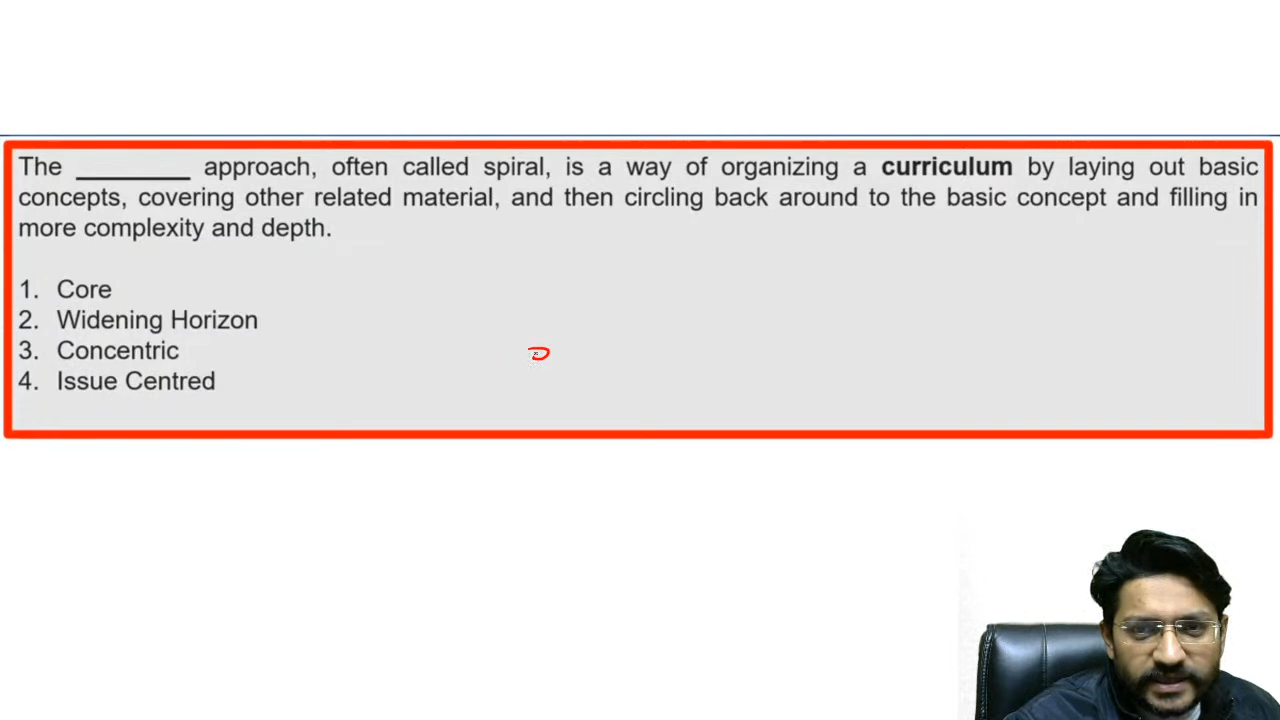 The ________ approach, often called spiral, is a way of organizing a curriculum by laying out basic
concepts, covering other related material, and then circling back around to the basic concept and filling in
more complexity and depth.
1. Core
2. Widening Horizon
3. Concentric
4. Issue Centred